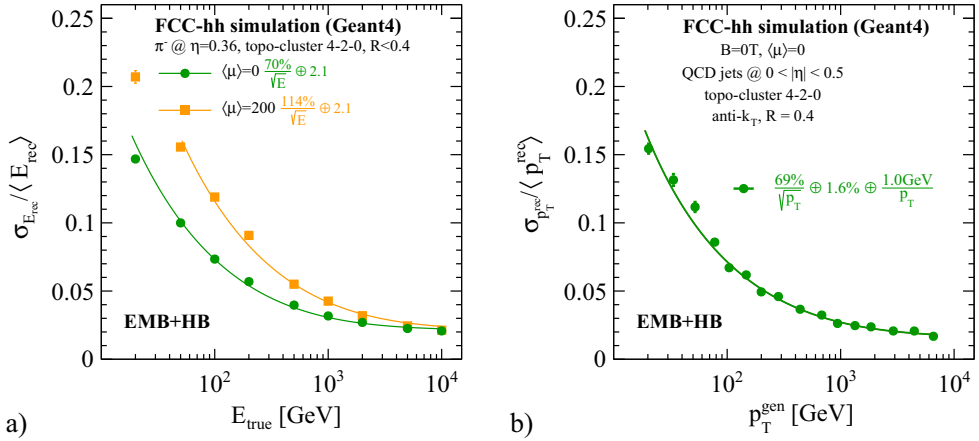 FCC-hh simulation (Geant4)
π⁻ @ η=0.36, topo-cluster 4-2-0, R<0.4
⟨μ⟩=0 70%/√E ⊕ 2.1
⟨μ⟩=200 114%/√E ⊕ 2.1
EMB+HB
σ_{E_rec}/⟨E_rec⟩
0.25
0.2
0.15
0.1
0.05
0
10² 10³ 10⁴
E_true [GeV]
a)
FCC-hh simulation (Geant4)
B=0T, ⟨μ⟩=0
QCD jets @ 0 < |η| < 0.5
topo-cluster 4-2-0
anti-k_T, R = 0.4
69%/√p_T ⊕ 1.6% ⊕ 1.0GeV/p_T
EMB+HB
σ_{p_T^rec}/⟨p_T^rec⟩
0.25
0.2
0.15
0.1
0.05
0
10² 10³ 10⁴
p_T^gen [GeV]
b)